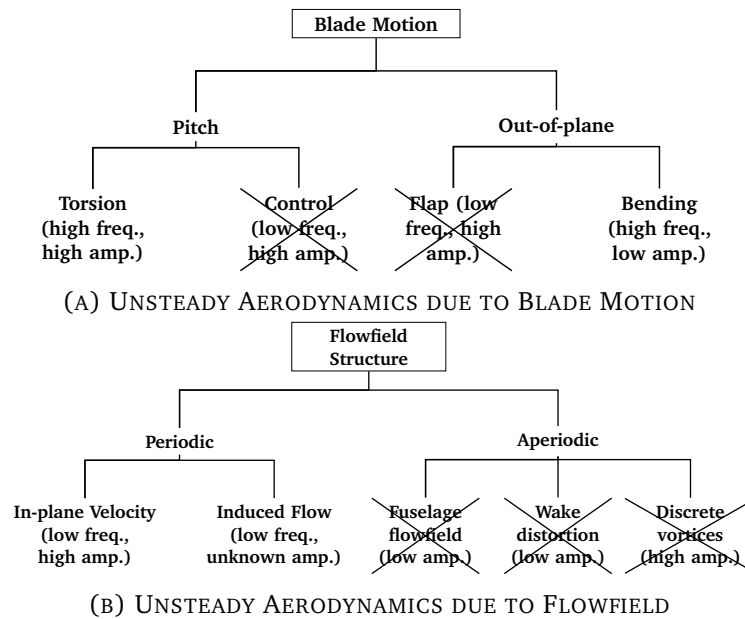 Blade Motion
Pitch
Out-of-plane
Torsion
(high freq.,
high amp.)
Control
(low freq.,
high amp.)
Flap (low
freq., high
amp.)
Bending
(high freq.,
low amp.)
(A) UNSTEADY AERODYNAMICS DUE TO BLADE MOTION
Flowfield
Structure
Periodic
Aperiodic
In-plane Velocity
(low freq.,
high amp.)
Induced Flow
(low freq.,
unknown amp.)
Fuselage
flowfield
(low amp.)
Wake
distortion
(low amp.)
Discrete
vortices
(high amp.)
(B) UNSTEADY AERODYNAMICS DUE TO FLOWFIELD